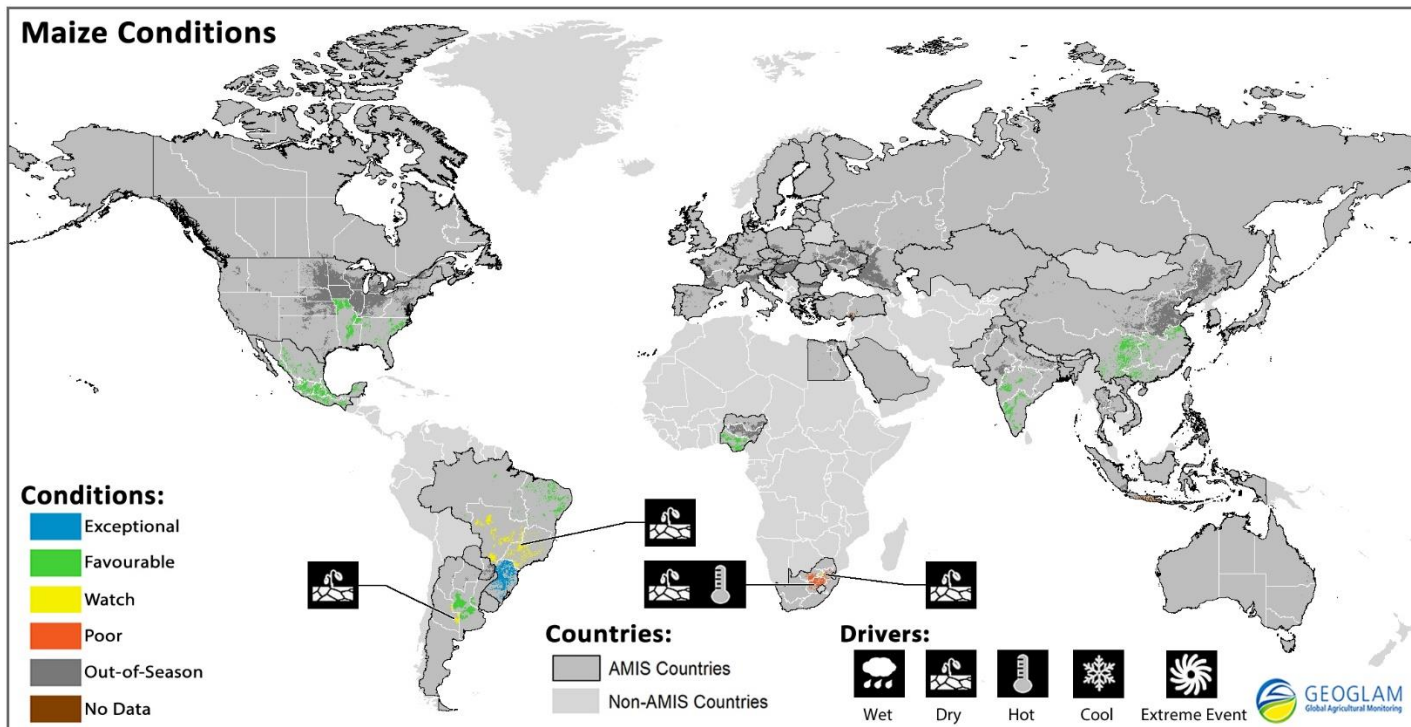 Maize Conditions
Conditions:
Exceptional
Favourable
Watch
Poor
Out-of-Season
No Data
Countries:
AMIS Countries
Non-AMIS Countries
Drivers:
Wet
Dry
Hot
Cool
Extreme Event
GEOGLAM
Global Agricultural Monitoring